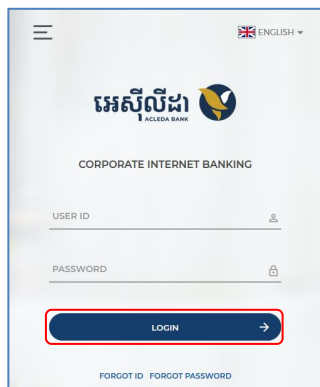 ENGLISH
អេស៊ីលីដា
ACLEDA BANK
CORPORATE INTERNET BANKING
USER ID
PASSWORD
LOGIN
FORGOT ID FORGOT PASSWORD